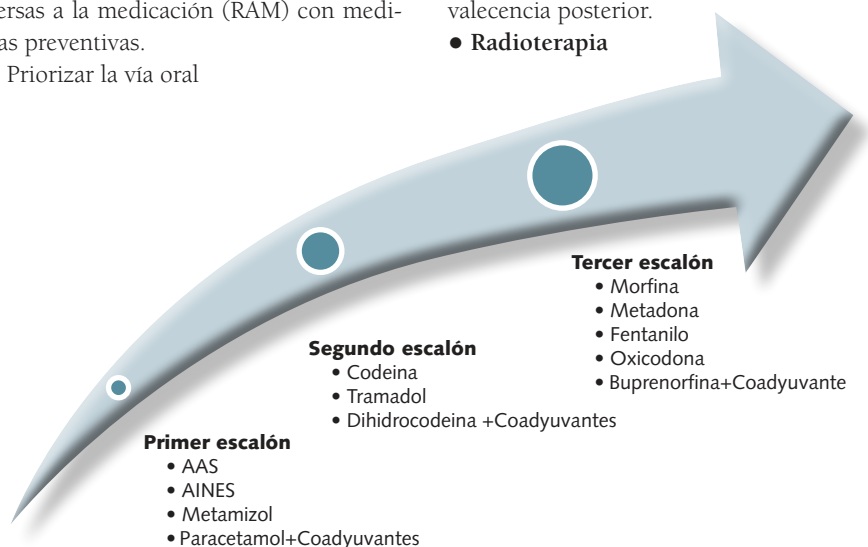 ersas a la medicación (RAM) con medi-
as preventivas.
Priorizar la vía oral
valecencia posterior.
• Radioterapia
Tercer escalón
• Morfina
• Metadona
• Fentanilo
• Oxicodona
• Buprenorfina+Coadyuvante
Segundo escalón
• Codeina
• Tramadol
• Dihidrocodeina +Coadyuvantes
Primer escalón
• AAS
• AINES
• Metamizol
• Paracetamol+Coadyuvantes